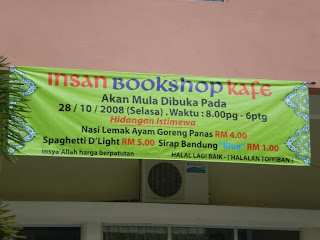 INSAN BOOKSHOP KAFE
Akan Mula Dibuka Pada
28 / 10 / 2008 (Selasa) . Waktu : 8.00pg - 6ptg
Hidangan Istimewa
Nasi Lemak Ayam Goreng Panas RM 4.00
Spaghetti D'Light RM 5.00 Sirap Bandung "Glue" RM 1.00
Insya'Allah harga berpatutan HALAL LAGI BAIK - ( HALALAN TOIYIBAN )